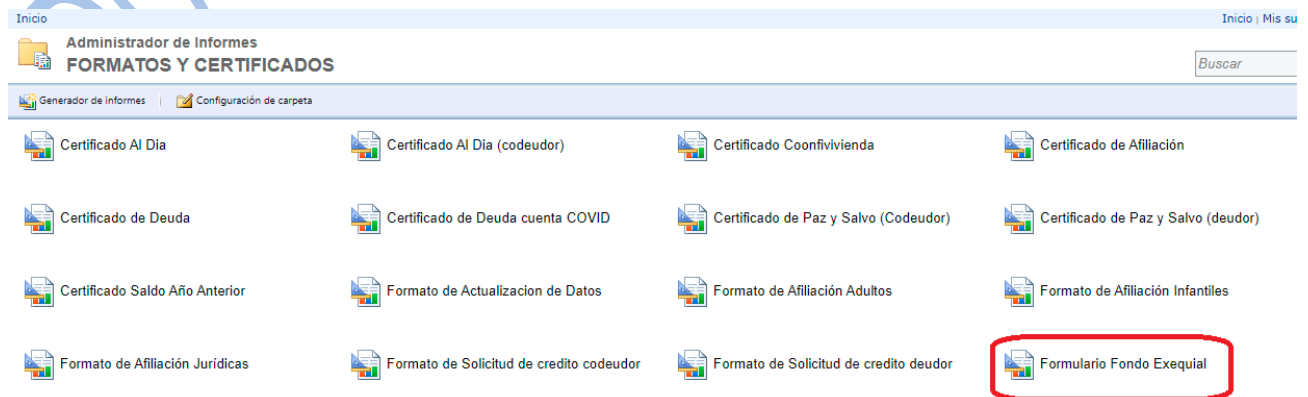 Inicio
Inicio | Mis su
Administrador de Informes
FORMATOS Y CERTIFICADOS
Buscar
Generador de informes | Configuración de carpeta
Certificado Al Dia
Certificado Al Dia (codeudor)
Certificado Coonfivivienda
Certificado de Afiliación
Certificado de Deuda
Certificado de Deuda cuenta COVID
Certificado de Paz y Salvo (Codeudor)
Certificado de Paz y Salvo (deudor)
Certificado Saldo Año Anterior
Formato de Actualizacion de Datos
Formato de Afiliación Adultos
Formato de Afiliación Infantiles
Formato de Afiliación Jurídicas
Formato de Solicitud de credito codeudor
Formato de Solicitud de credito deudor
Formulario Fondo Exequial